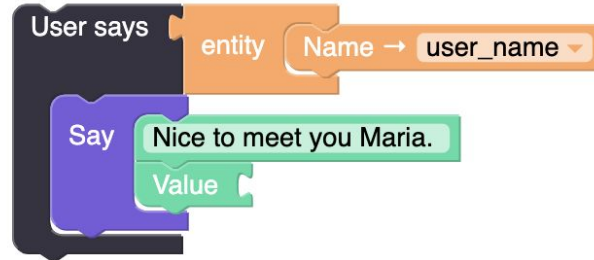 User says
entity Name → user_name
Say Nice to meet you Maria.
Value